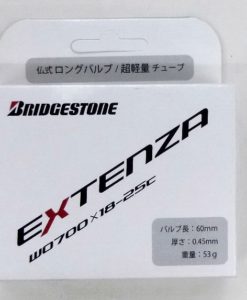 仏式 ロングバルブ / 超軽量 チューブ
BRIDGESTONE
EXTENZA
WO700×18-25C
バルブ長：60mm
厚さ：0.45mm
重量：53g